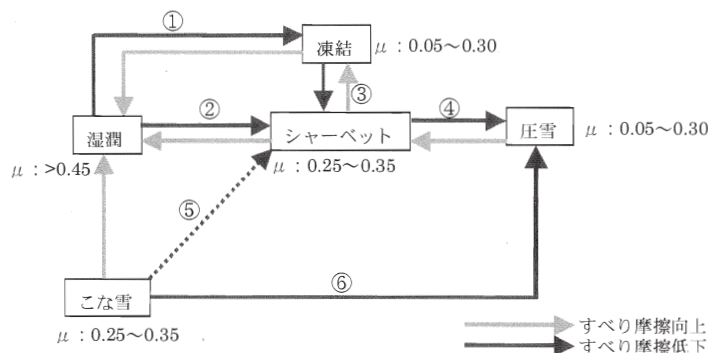 ①
凍結 μ：0.05～0.30
② ③ ④
湿潤 シャーベット 圧雪 μ：0.05～0.30
μ：>0.45 μ：0.25～0.35
⑤
⑥
こな雪
μ：0.25～0.35
すべり摩擦向上
すべり摩擦低下